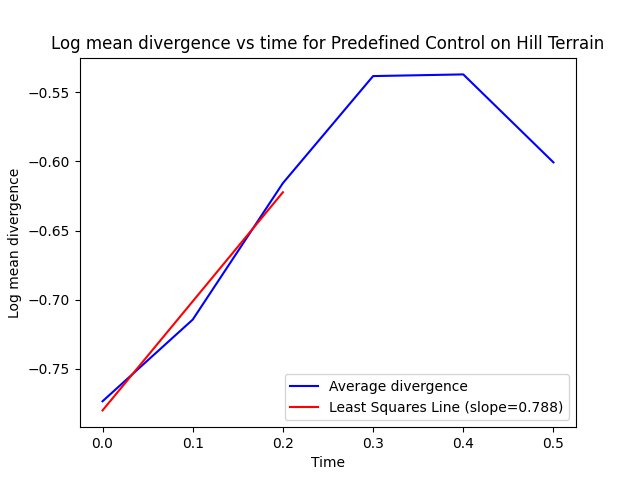 Log mean divergence vs time for Predefined Control on Hill Terrain
Log mean divergence
−0.55
−0.60
−0.65
−0.70
−0.75
Average divergence
Least Squares Line (slope=0.788)
0.0 0.1 0.2 0.3 0.4 0.5
Time